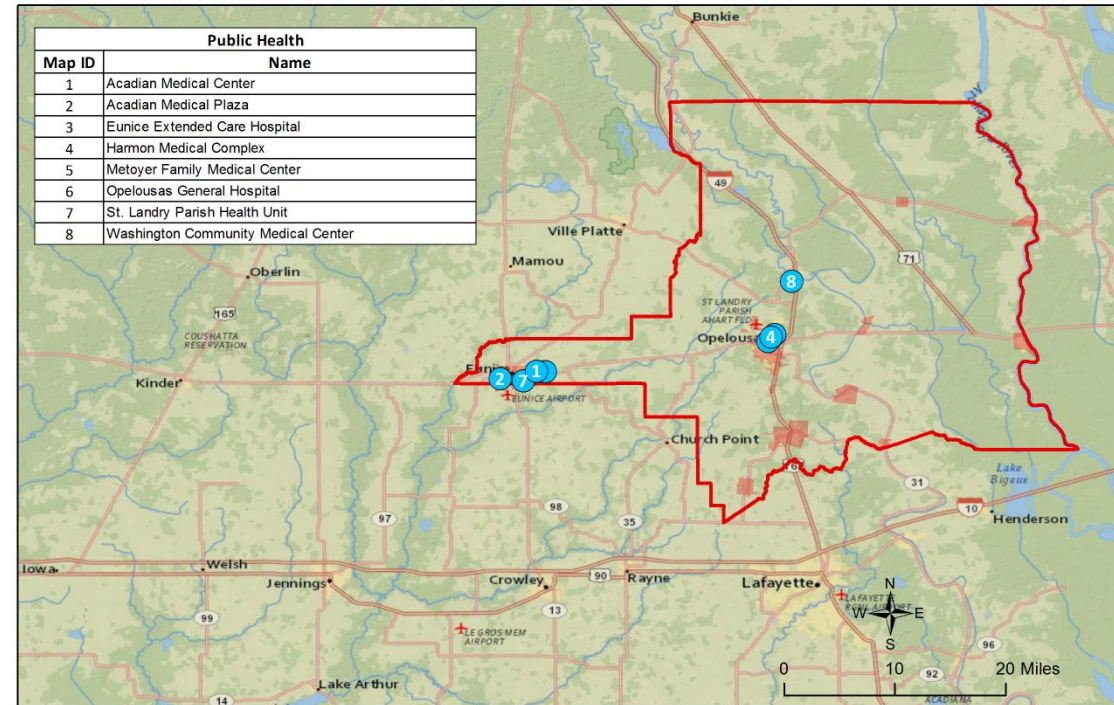 Public Health
Map ID Name
1 Acadian Medical Center
2 Acadian Medical Plaza
3 Eunice Extended Care Hospital
4 Harmon Medical Complex
5 Metoyer Family Medical Center
6 Opelousas General Hospital
7 St. Landry Parish Health Unit
8 Washington Community Medical Center
Bunkie
49
Ville Platte
Mamou
Oberlin
71
8
165
ST LANDRY
PARISH
AHART FLD
COUSHATTA
RESERVATION
4
Kinder
2
7
1
EUNICE AIRPORT
Church Point
Lake
Bigeux
31
10
Henderson
97
98
35
Iowa
Welsh
Jennings
Crowley
90
Rayne
Lafayette
13
99
LE GROS MEM
AIRPORT
N
W E
S
96
0 10 20 Miles
92
Lake Arthur
14
ACADIANA